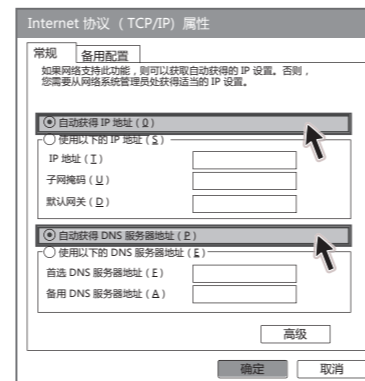 Internet 协议 （ TCP/IP）属性
常规 备用配置
如果网络支持此功能，则可以获取自动获得的 IP 设置。否则，
您需要从网络系统管理员处获得适当的 IP 设置。
自动获得 IP 地址 ( O )
使用以下的 IP 地址 ( S )
IP 地址 ( I )
子网掩码 ( U )
默认网关 ( D )
自动获得 DNS 服务器地址 ( P )
使用以下的 DNS 服务器地址 ( E )
首选 DNS 服务器地址 ( E )
备用 DNS 服务器地址 ( A )
高级
确定 取消